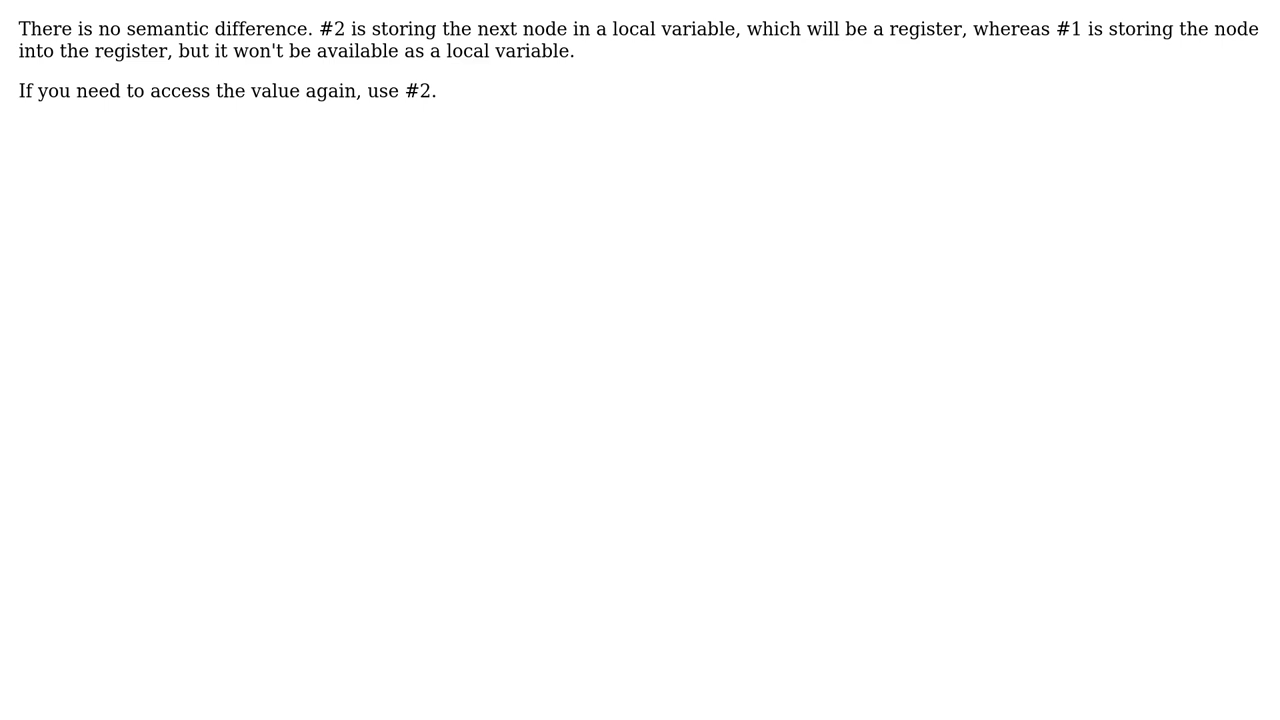 There is no semantic difference. #2 is storing the next node in a local variable, which will be a register, whereas #1 is storing the node
into the register, but it won't be available as a local variable.
If you need to access the value again, use #2.